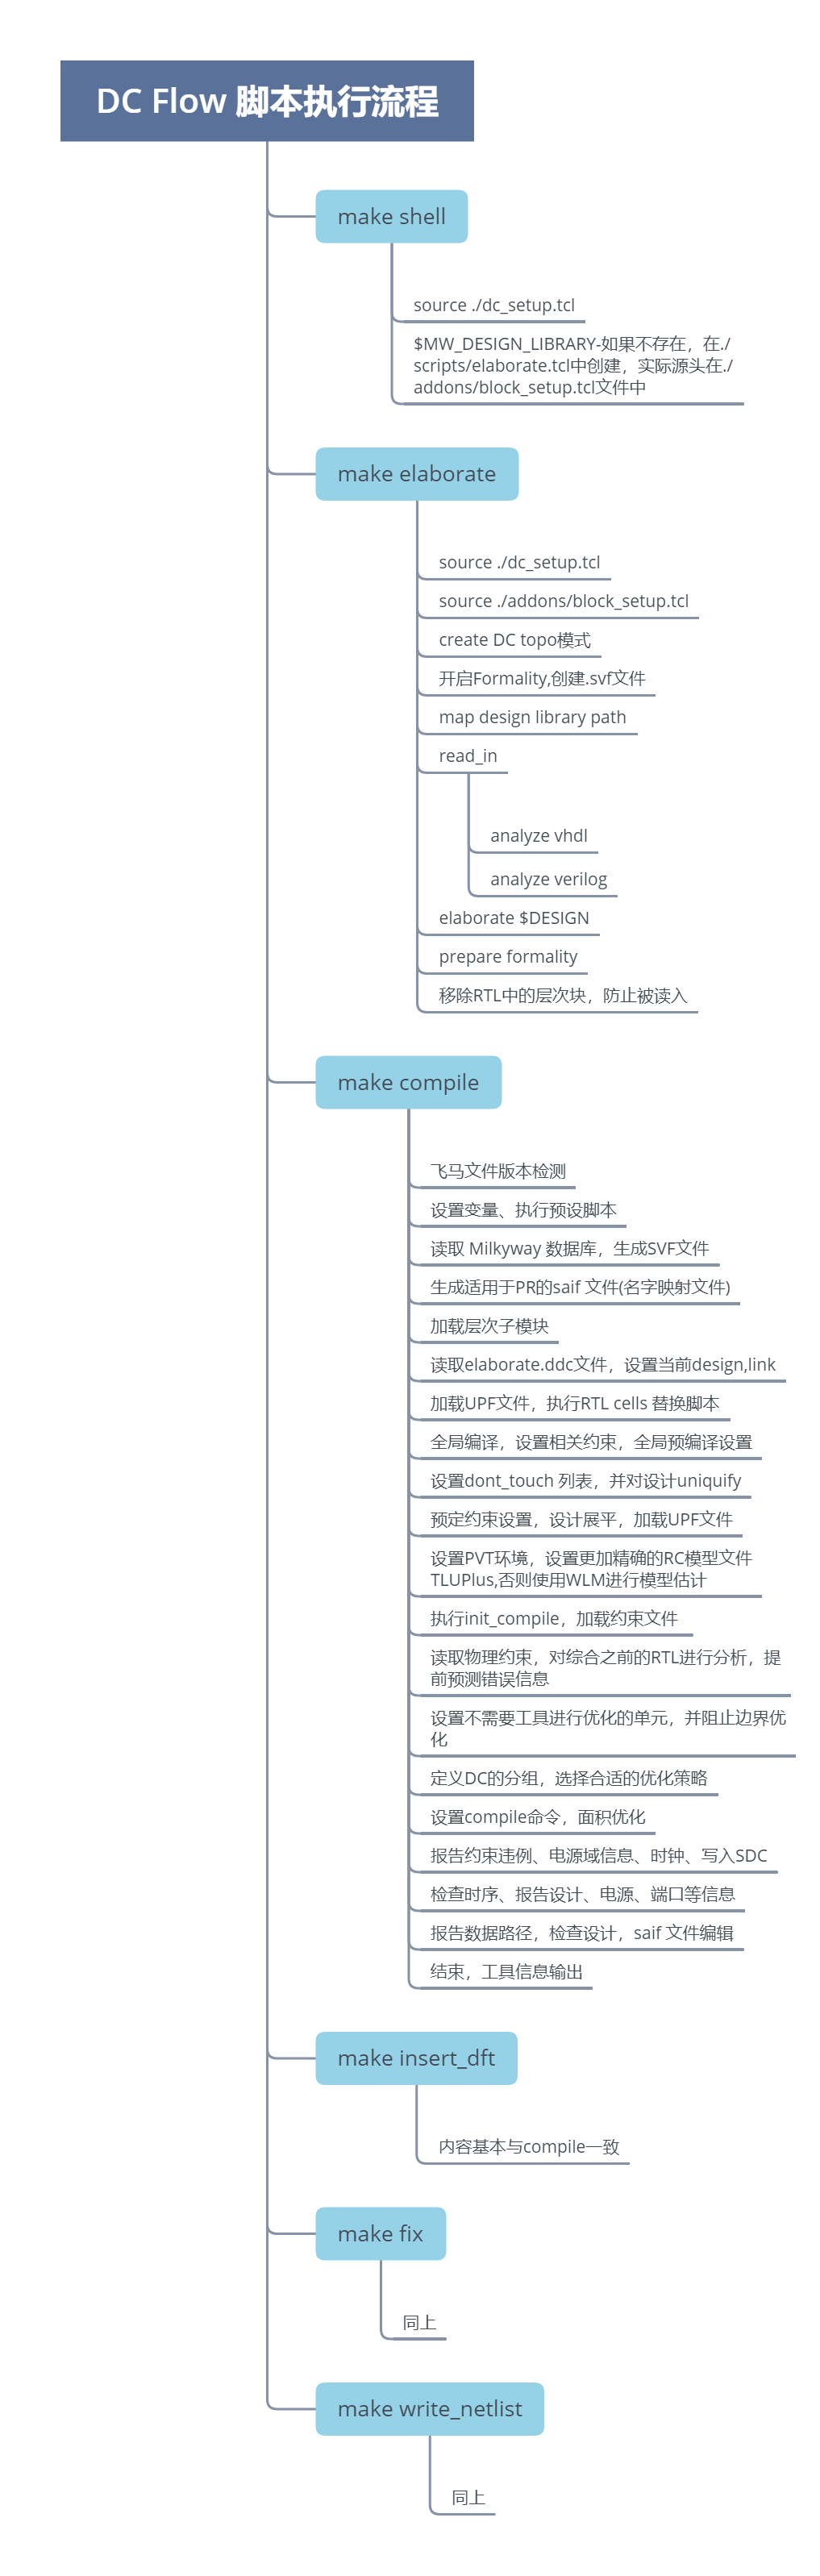 DC Flow 脚本执行流程
make shell
source ./dc_setup.tcl
$MW_DESIGN_LIBRARY-如果不存在，在./
scripts/elaborate.tcl中创建，实际源头在./
addons/block_setup.tcl文件中
make elaborate
source ./dc_setup.tcl
source ./addons/block_setup.tcl
create DC topo模式
开启Formality,创建.svf文件
map design library path
read_in
analyze vhdl
analyze verilog
elaborate $DESIGN
prepare formality
移除RTL中的层次块，防止被读入
make compile
飞马文件版本检测
设置变量、执行预设脚本
读取 Milkyway 数据库，生成SVF文件
生成适用于PR的saif 文件(名字映射文件)
加载层次子模块
读取elaborate.ddc文件，设置当前design,link
加载UPF文件，执行RTL cells 替换脚本
全局编译，设置相关约束，全局预编译设置
设置dont_touch 列表，并对设计uniquify
预定约束设置，设计展平，加载UPF文件
设置PVT环境，设置更加精确的RC模型文件
TLUPlus,否则使用WLM进行模型估计
执行init_compile，加载约束文件
读取物理约束，对综合之前的RTL进行分析，提
前预测错误信息
设置不需要工具进行优化的单元，并阻止边界优
化
定义DC的分组，选择合适的优化策略
设置compile命令，面积优化
报告约束违例、电源域信息、时钟、写入SDC
检查时序、报告设计、电源、端口等信息
报告数据路径，检查设计，saif 文件编辑
结束，工具信息输出
make insert_dft
内容基本与compile一致
make fix
同上
make write_netlist
同上